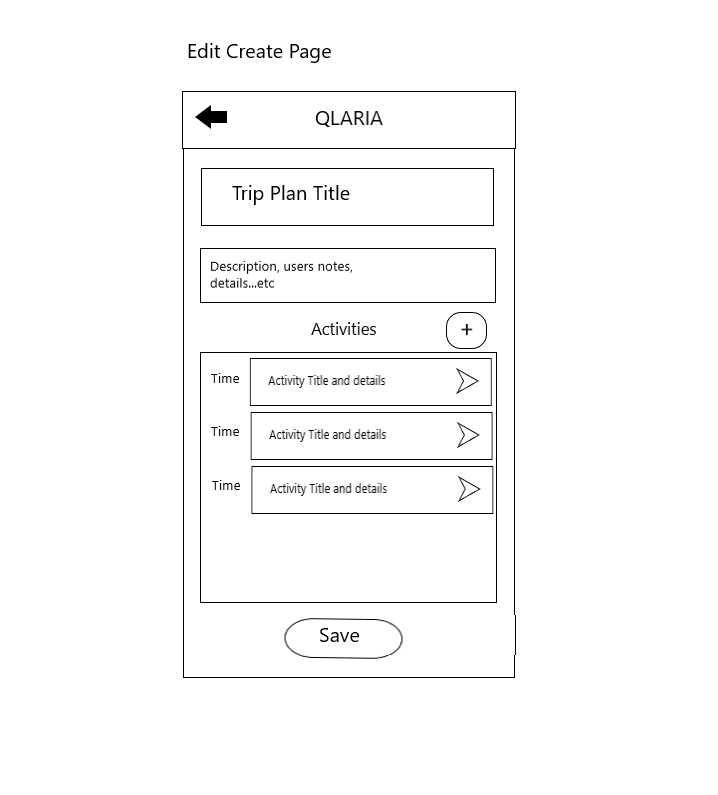 Edit Create Page
QLARIA
Trip Plan Title
Description, users notes,
details...etc
Activities +
Time Activity Title and details
Time Activity Title and details
Time Activity Title and details
Save